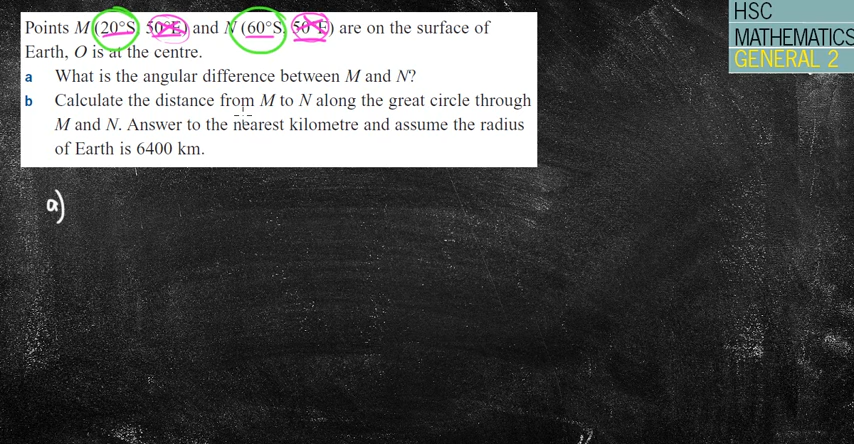 Points M (20°S, 50°E) and N (60°S, 50°E) are on the surface of
Earth, O is at the centre.
a What is the angular difference between M and N?
b Calculate the distance from M to N along the great circle through
M and N. Answer to the nearest kilometre and assume the radius
of Earth is 6400 km.
a)
HSC
MATHEMATICS
GENERAL 2